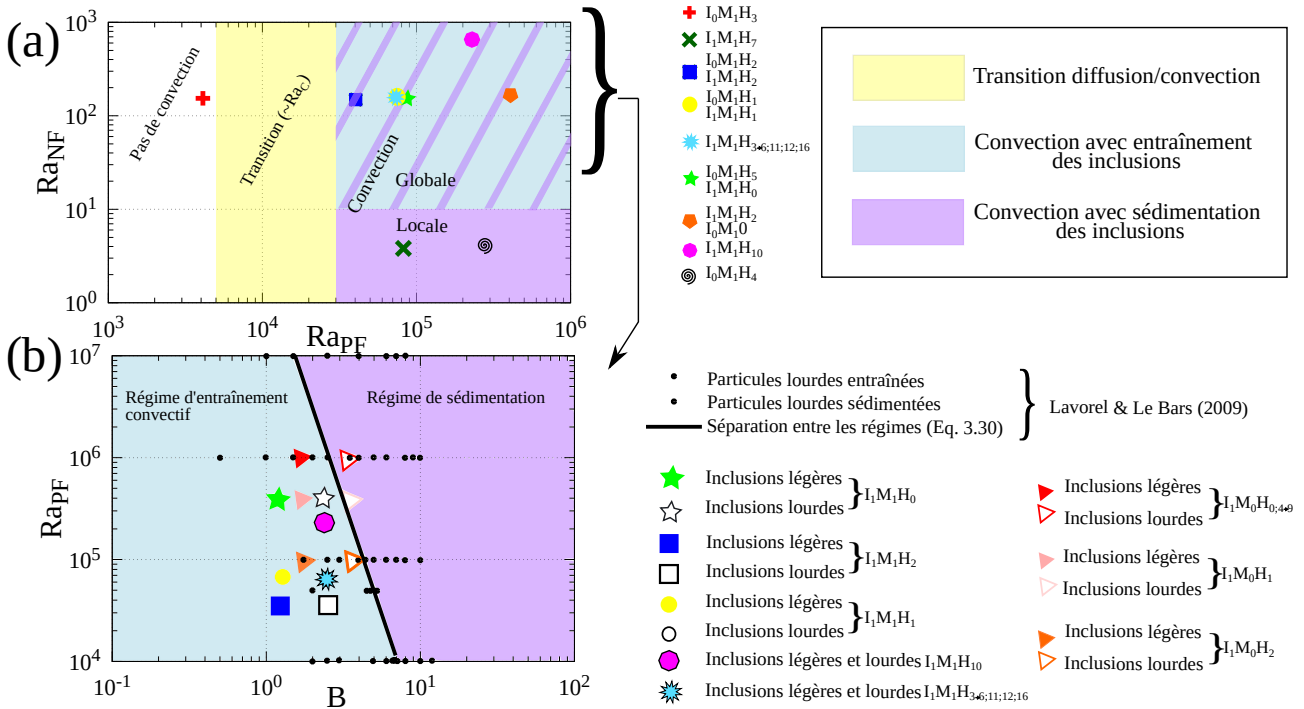 (a)
Ra_NF
10³
10²
10¹
10⁰
Pas de convection
Transition (~Ra_C)
Convection
Globale
Locale
10³
10⁴
10⁵
10⁶
Ra_PF
I₀M₁H₃
I₁M₁H₇
I₀M₁H₂
I₁M₁H₂
I₀M₁H₁
I₁M₁H₁
I₁M₁H₃₋₆;₁₁;₁₂;₁₆
I₀M₁H₅
I₁M₁H₀
I₁M₁H₂
I₀M₁0
I₁M₁H₁₀
I₀M₁H₄
Transition diffusion/convection
Convection avec entraînement
des inclusions
Convection avec sédimentation
des inclusions
(b)
Ra_PF
10⁷
10⁶
10⁵
10⁴
Régime d'entraînement
convectif
Régime de sédimentation
10⁻¹
10⁰
10¹
10²
B
Particules lourdes entraînées
Particules lourdes sédimentées
Séparation entre les régimes (Eq. 3.30)
Lavorel & Le Bars (2009)
Inclusions légères
Inclusions lourdes
I₁M₁H₀
Inclusions légères
Inclusions lourdes
I₁M₁H₂
Inclusions légères
Inclusions lourdes
I₁M₁H₁
Inclusions légères et lourdes I₁M₁H₁₀
Inclusions légères et lourdes I₁M₁H₃₋₆;₁₁;₁₂;₁₆
Inclusions légères
Inclusions lourdes
I₁M₀H₀;₄₋₉
Inclusions légères
Inclusions lourdes
I₁M₀H₁
Inclusions légères
Inclusions lourdes
I₁M₀H₂